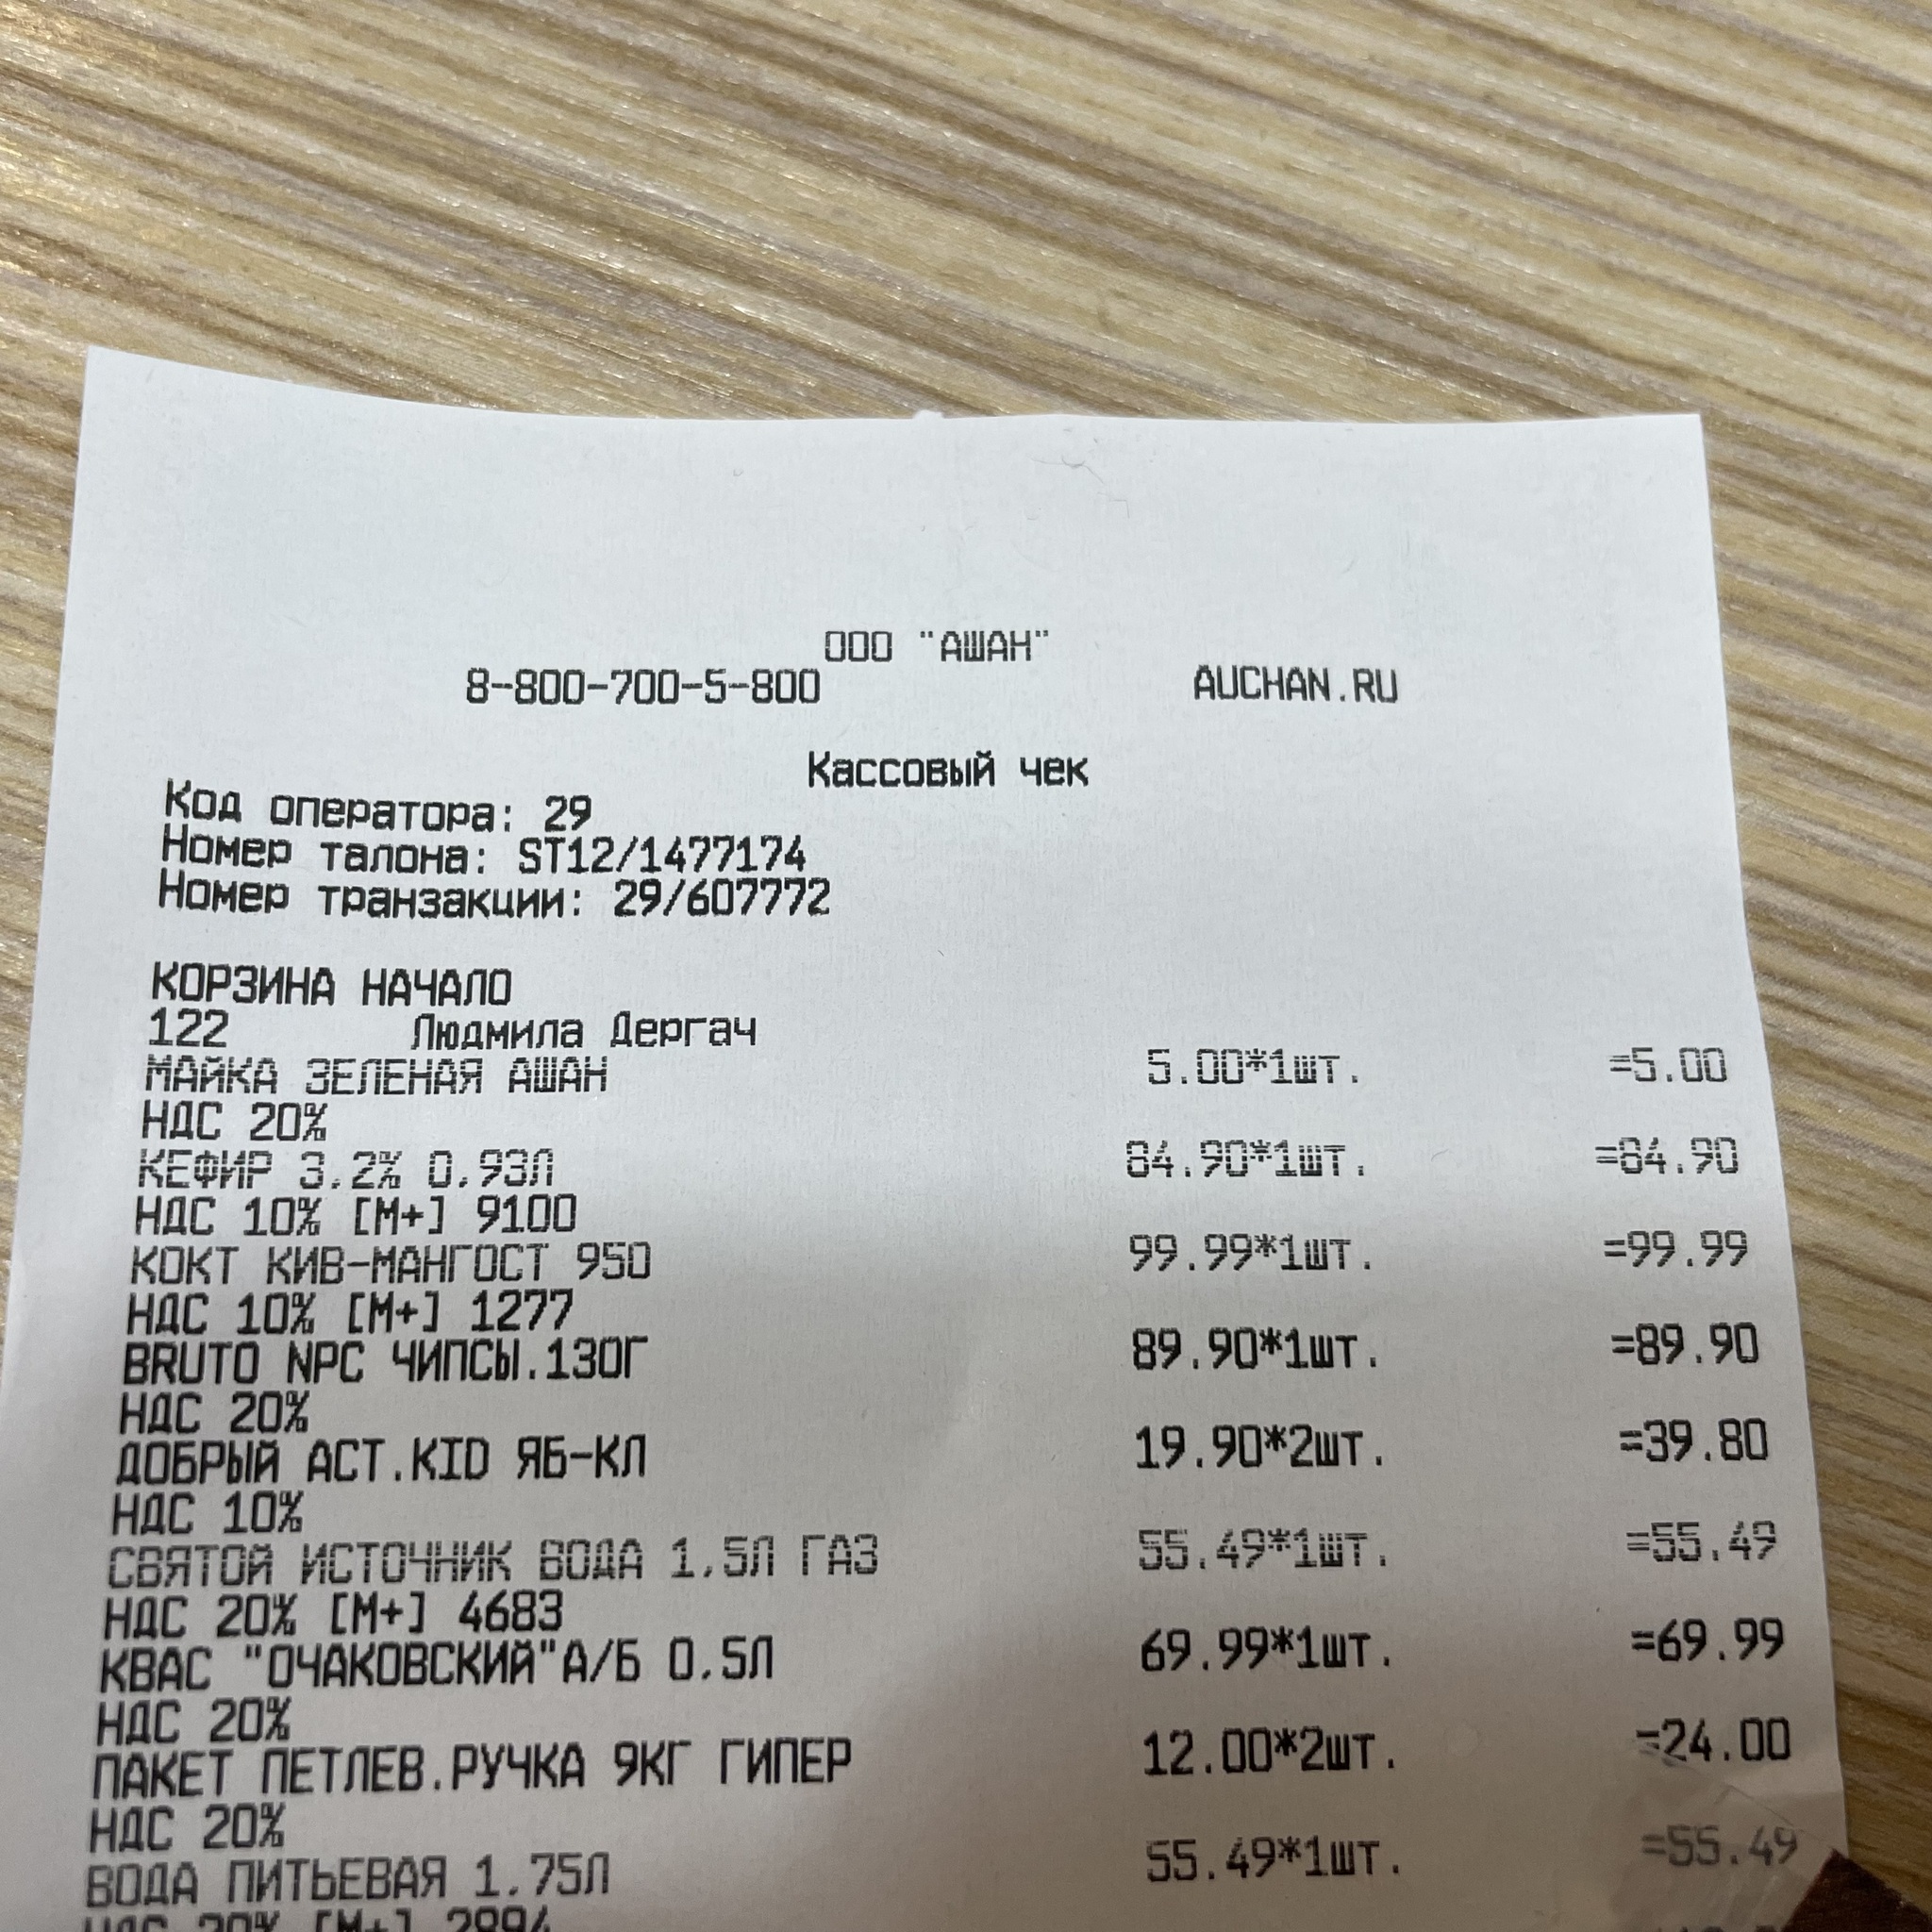 ООО "АШАН"
8-800-700-5-800 AUCHAN.RU
Кассовый чек
Код оператора: 29
Номер талона: ST12/1477174
Номер транзакции: 29/607772
КОРЗИНА НАЧАЛО
122 Людмила Дергач
МАЙКА ЗЕЛЕНАЯ АШАН 5.00*1шт. =5.00
НДС 20%
КЕФИР 3.2% 0.93Л 84.90*1шт. =84.90
НДС 10% [М+] 9100
КОКТ КИВ-МАНГОСТ 950 99.99*1шт. =99.99
НДС 10% [М+] 1277
BRUTO NPC ЧИПСЫ.130Г 89.90*1шт. =89.90
НДС 20%
ДОБРЫЙ АСТ.KID ЯБ-КЛ 19.90*2шт. =39.80
НДС 10%
СВЯТОЙ ИСТОЧНИК ВОДА 1.5Л ГАЗ 55.49*1шт. =55.49
НДС 20% [М+] 4683
КВАС "ОЧАКОВСКИЙ"А/Б 0.5Л 69.99*1шт. =69.99
НДС 20%
ПАКЕТ ПЕТЛЕВ.РУЧКА 9КГ ГИПЕР 12.00*2шт. =24.00
НДС 20%
ВОДА ПИТЬЕВАЯ 1.75Л 55.49*1шт. =55.49
НДС 20% [М+] 2894